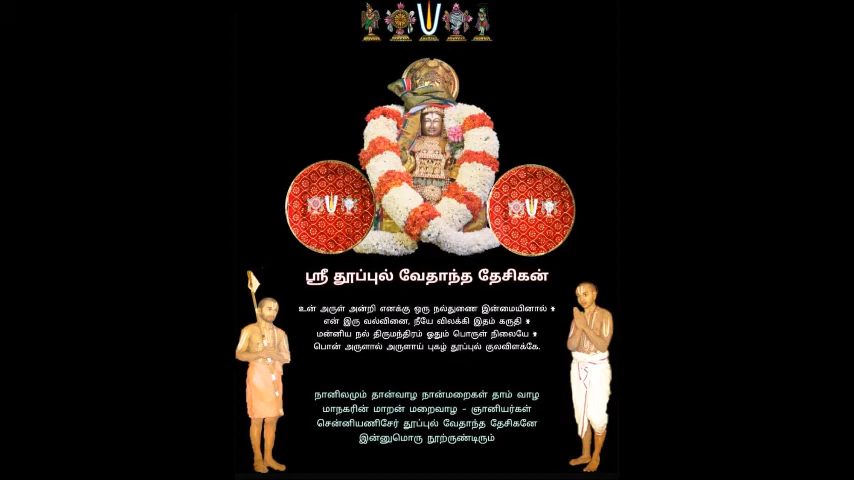 ஸ்ரீ தூப்புல் வேதாந்த தேசிகன்
உன் அருள் அன்றி எனக்கு ஒரு நல்துணை இன்மையினால் *
என் இரு வல்வினை, நீயே விலக்கி இதம் கருதி *
மன்னிய நல் திருமந்திரம் ஓதும் பொருள் நிலையே *
பொன் அருளால் அருளாய் புகழ் தூப்புல் குலவிளக்கே.
நானிலமும் தான்வாழ நான்மறைகள் தாம் வாழ
மாநகரின் மாறன் மறைவாழ - ஞானியர்கள்
சென்னியணிசேர் தூப்புல் வேதாந்த தேசிகனே
இன்னுமொரு நூற்ருண்டிரும்